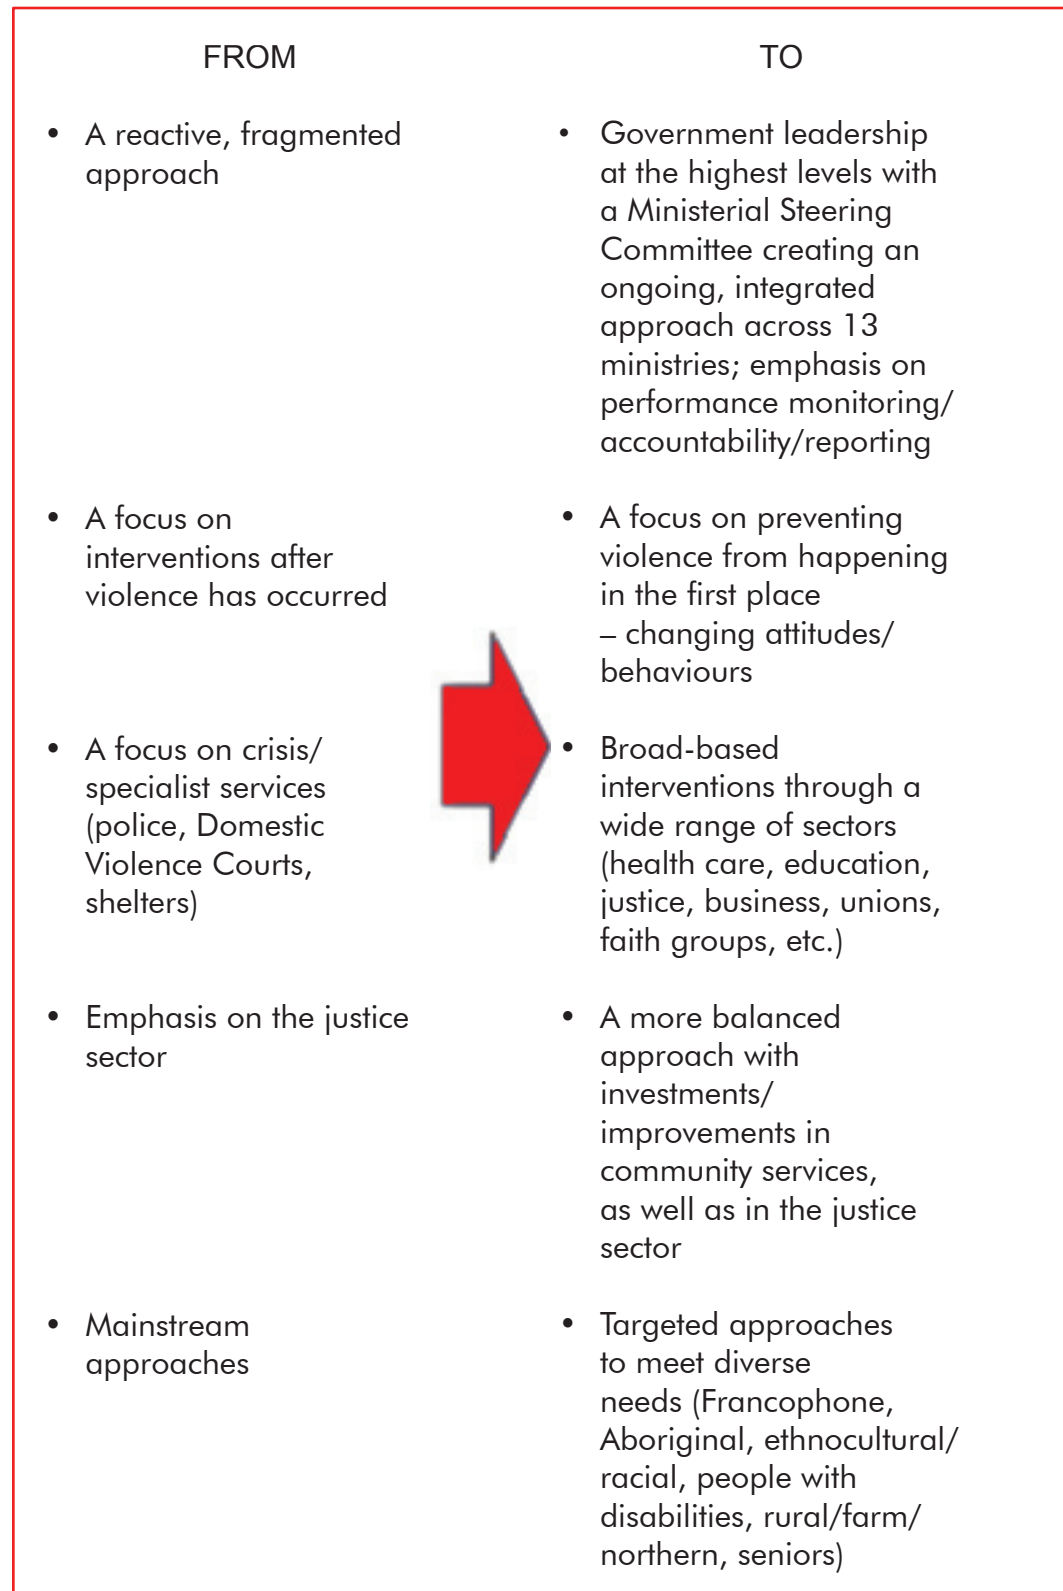 FROM
TO
• A reactive, fragmented
approach
• Government leadership
at the highest levels with
a Ministerial Steering
Committee creating an
ongoing, integrated
approach across 13
ministries; emphasis on
performance monitoring/
accountability/reporting
• A focus on
interventions after
violence has occurred
• A focus on preventing
violence from happening
in the first place
– changing attitudes/
behaviours
• A focus on crisis/
specialist services
(police, Domestic
Violence Courts,
shelters)
• Broad-based
interventions through a
wide range of sectors
(health care, education,
justice, business, unions,
faith groups, etc.)
• Emphasis on the justice
sector
• A more balanced
approach with
investments/
improvements in
community services,
as well as in the justice
sector
• Mainstream
approaches
• Targeted approaches
to meet diverse
needs (Francophone,
Aboriginal, ethnocultural/
racial, people with
disabilities, rural/farm/
northern, seniors)